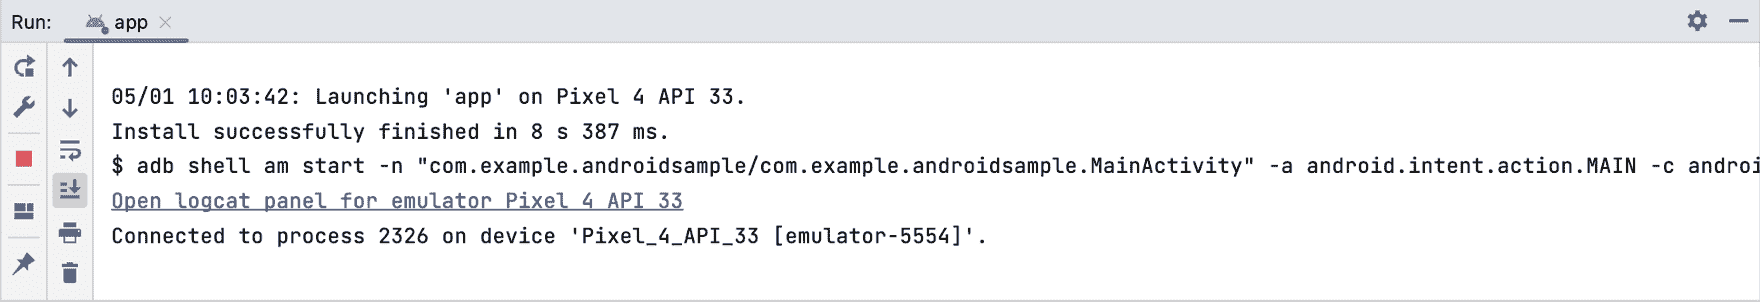 Run: app
05/01 10:03:42: Launching 'app' on Pixel 4 API 33.
Install successfully finished in 8 s 387 ms.
$ adb shell am start -n "com.example.androidsample/com.example.androidsample.MainActivity" -a android.intent.action.MAIN -c androi
Open logcat panel for emulator Pixel 4 API 33
Connected to process 2326 on device 'Pixel_4_API_33 [emulator-5554]'.